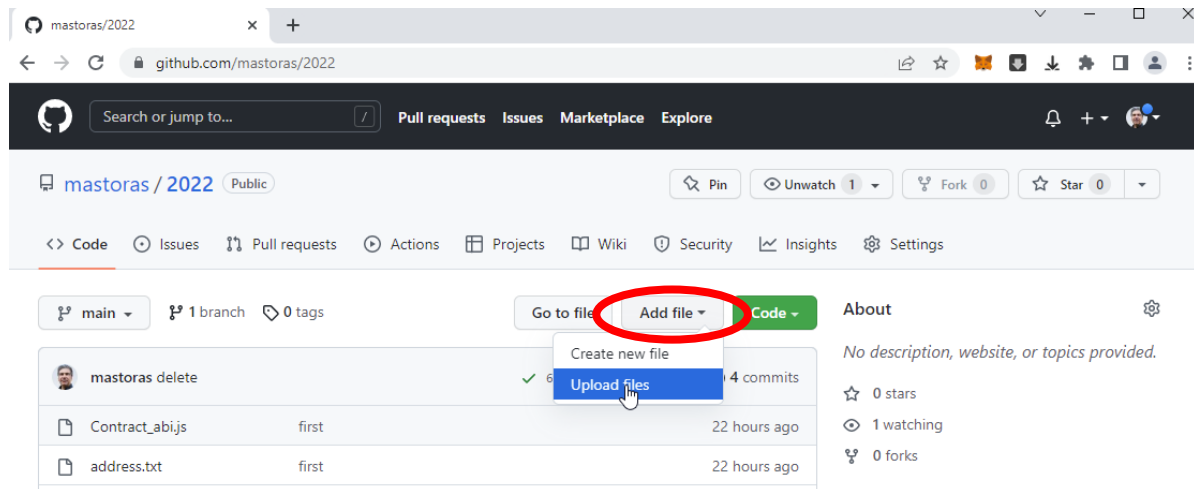 mastoras/2022
github.com/mastoras/2022
Search or jump to... / Pull requests Issues Marketplace Explore
mastoras / 2022 Public Pin Unwatch 1 Fork 0 Star 0
<> Code Issues Pull requests Actions Projects Wiki Security Insights Settings
main 1 branch 0 tags Go to file Add file Code About
Create new file
No description, website, or topics provided.
mastoras delete 6 Upload files 4 commits
0 stars
Contract_abi.js first 22 hours ago 1 watching
address.txt first 22 hours ago 0 forks